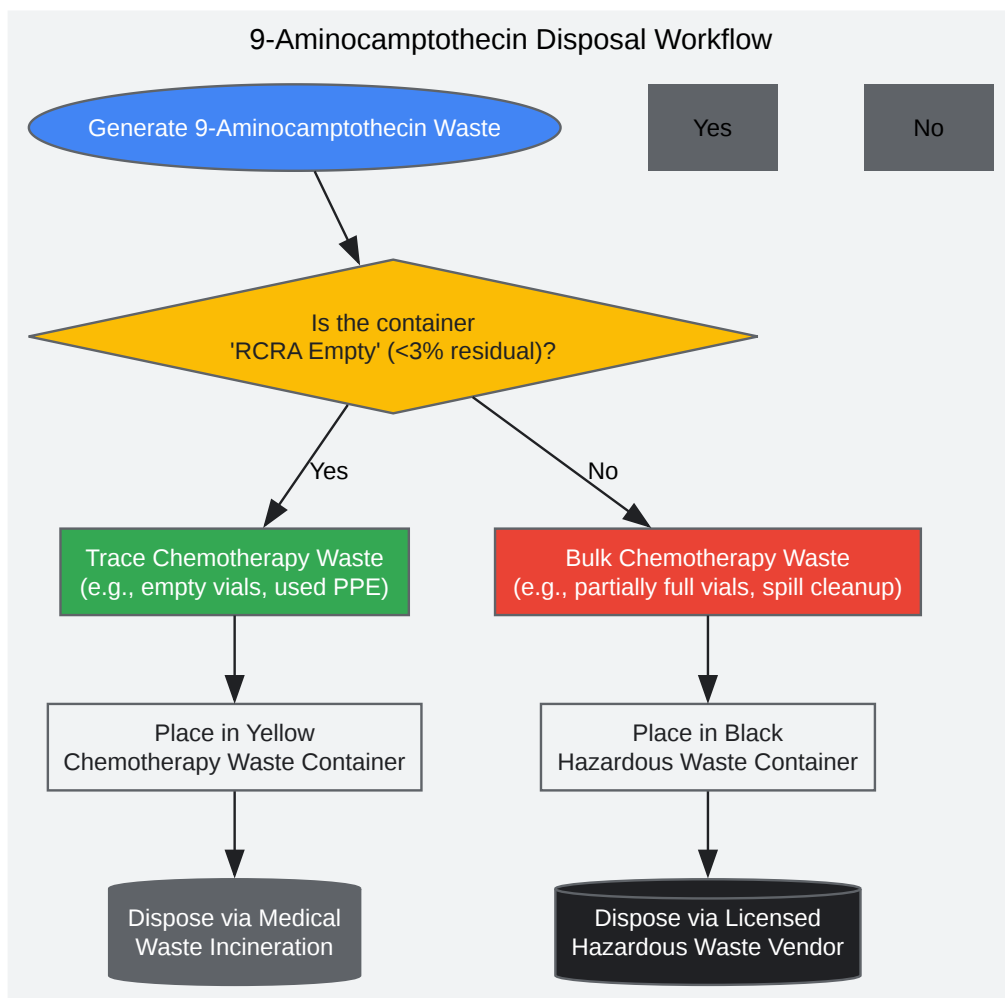 9-Aminocamptothecin Disposal Workflow
Generate 9-Aminocamptothecin Waste
Yes
No
Is the container
'RCRA Empty' (<3% residual)?
Yes
No
Trace Chemotherapy Waste
(e.g., empty vials, used PPE)
Bulk Chemotherapy Waste
(e.g., partially full vials, spill cleanup)
Place in Yellow
Chemotherapy Waste Container
Place in Black
Hazardous Waste Container
Dispose via Medical
Waste Incineration
Dispose via Licensed
Hazardous Waste Vendor